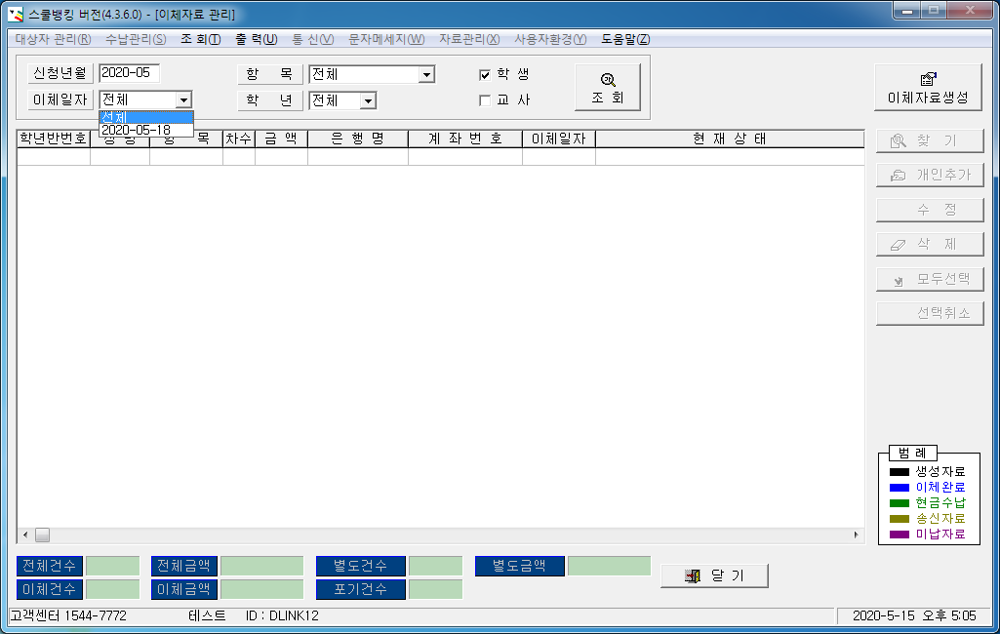 스쿨뱅킹 버전(4.3.6.0) - [이체자료 관리]
대상자 관리(R) 수납관리(S) 조 회(T) 출 력(U) 통 신(V) 문자메세지(W) 자료관리(X) 사용자환경(Y) 도움말(Z)
신청년월 2020-05 항 목 전체 학 생
이체일자 전체 학 년 전체 교 사
조 회
이체자료생성
전체
2020-05-18
학년반번호 성 명 항 목 차수 금 액 은 행 명 계 좌 번 호 이체일자 현 재 상 태
찾 기
개인추가
수 정
삭 제
모두선택
선택취소
범 례
생성자료
이체완료
현금수납
송신자료
미납자료
전체건수 전체금액 별도건수 별도금액
이체건수 이체금액 포기건수
닫 기
고객센터 1544-7772 테스트 ID : DLINK12 2020-5-15 오후 5:05